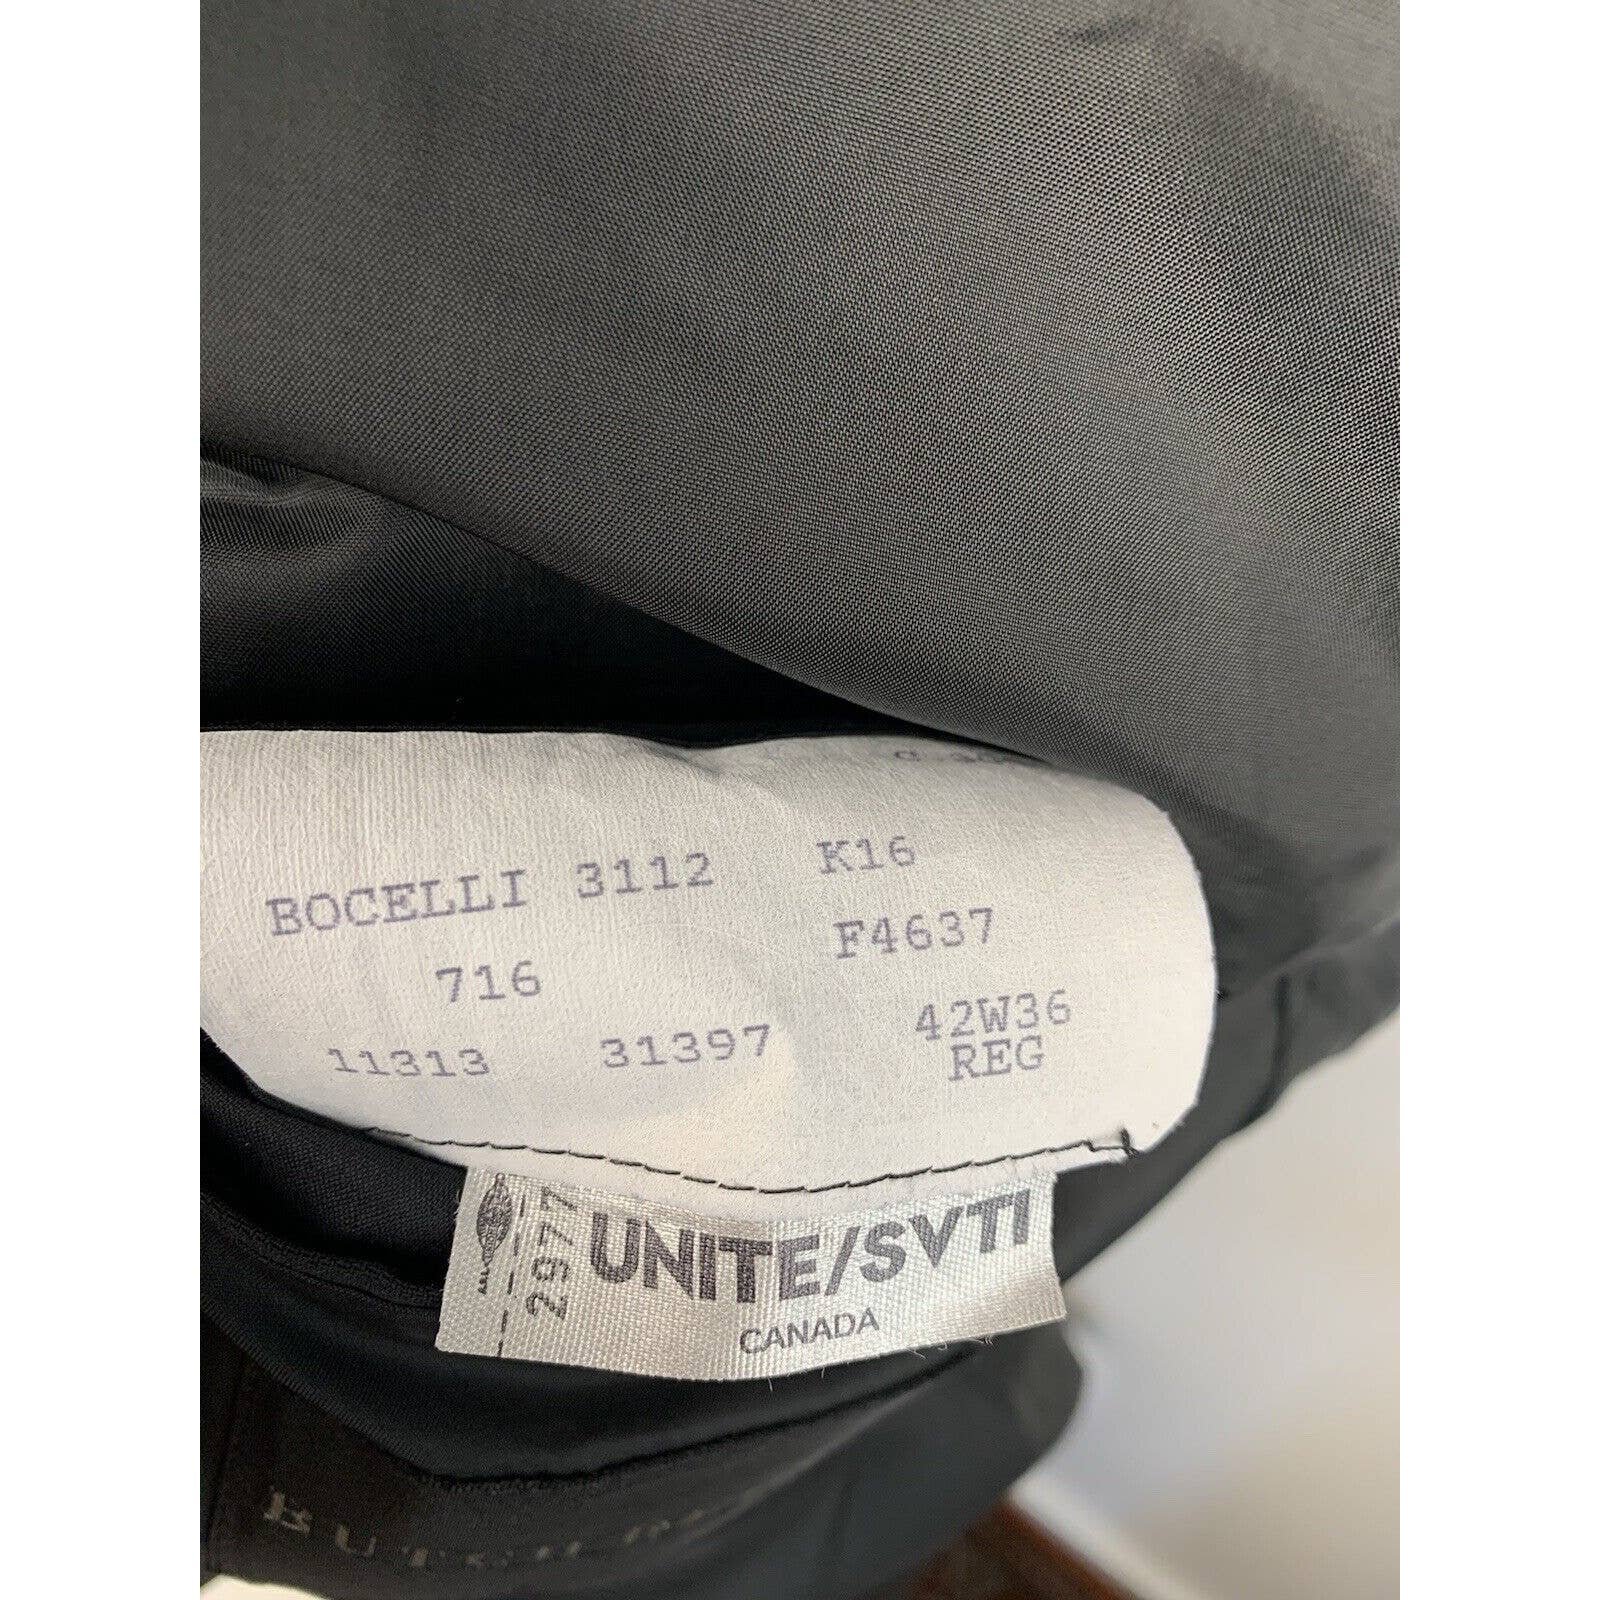 BOCELLI 3112 K16
716 F4637
11313 31397 42W36
REG
2977 UNITE/SVTI
CANADA